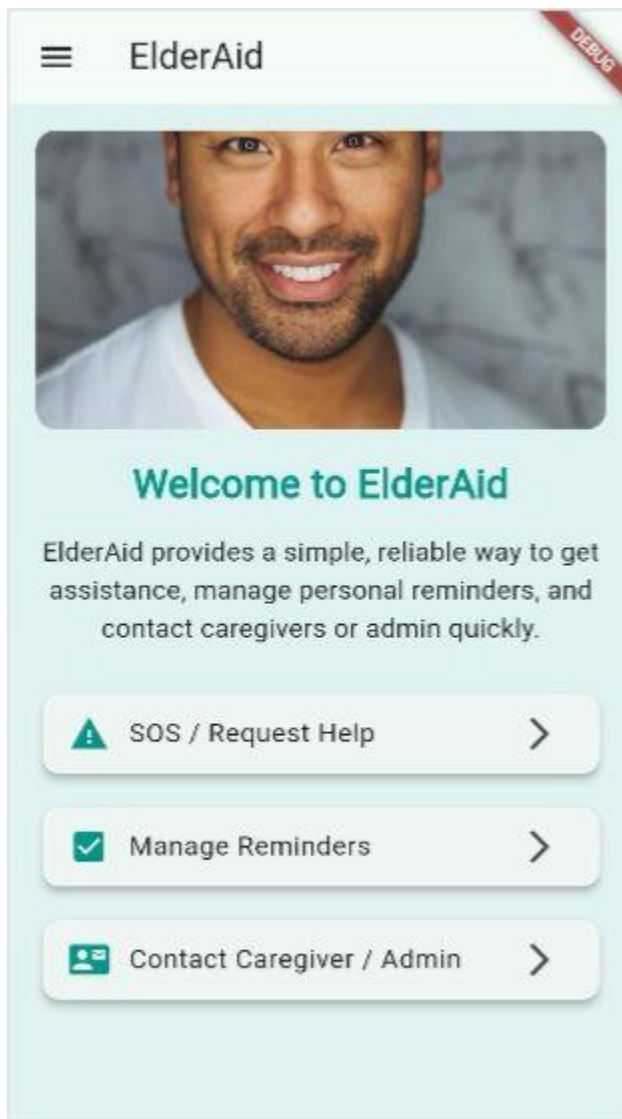 ElderAid
DEBUG
Welcome to ElderAid
ElderAid provides a simple, reliable way to get
assistance, manage personal reminders, and
contact caregivers or admin quickly.
SOS / Request Help
Manage Reminders
Contact Caregiver / Admin